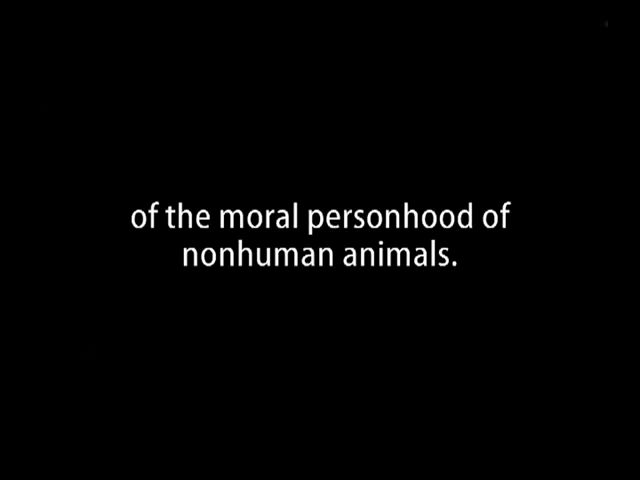 of the moral personhood of
nonhuman animals.